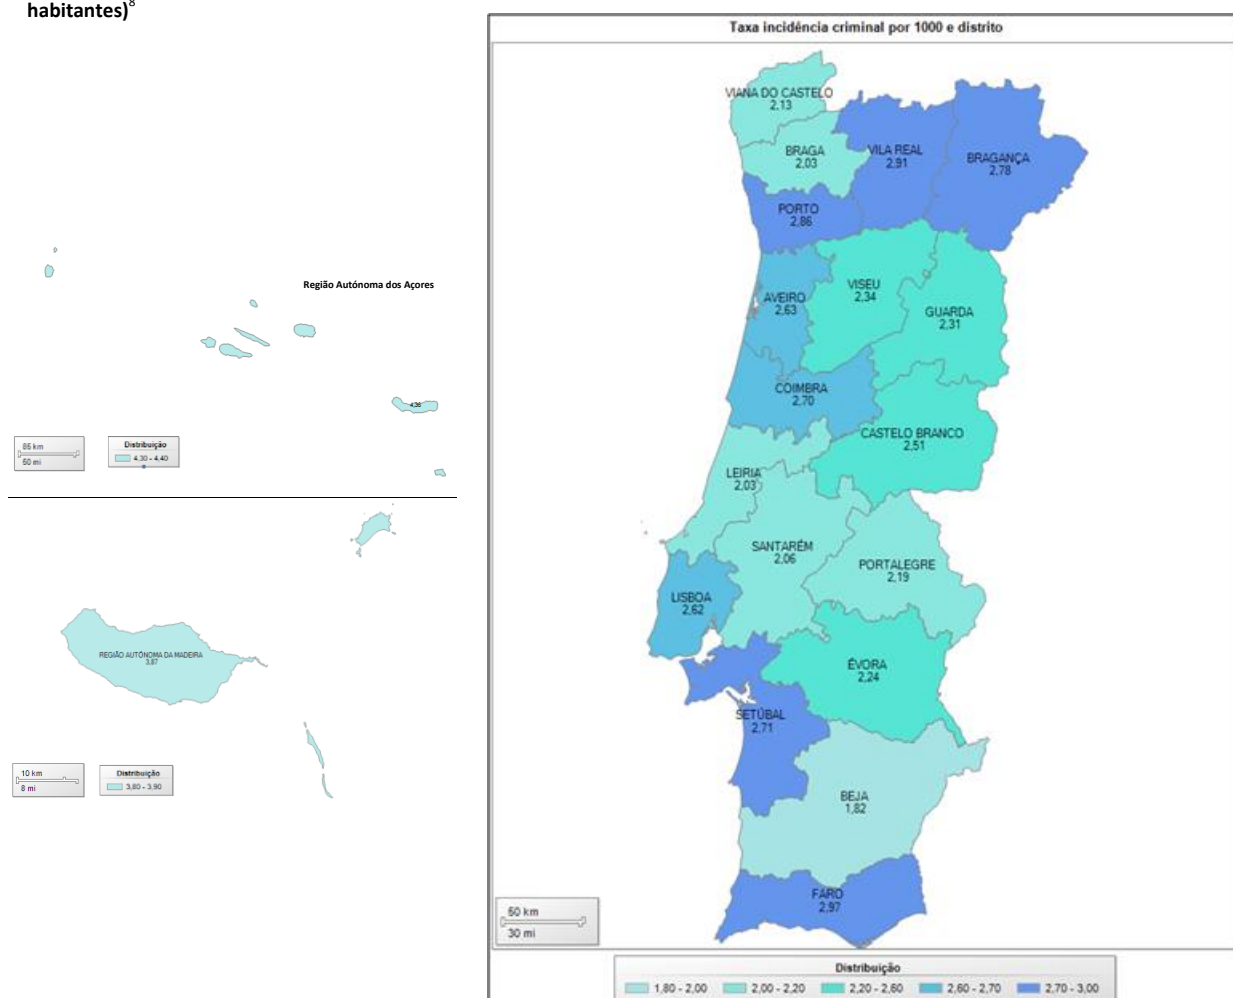 habitantes)8
Região Autónoma dos Açores
4,36
85 km
50 mi
Distribuição
4,30 - 4,40
REGIÃO AUTÓNOMA DA MADEIRA
3,87
10 km
8 mi
Distribuição
3,80 - 3,90
Taxa incidência criminal por 1000 e distrito
VIANA DO CASTELO
2,13
BRAGA
2,03
VILA REAL
2,91
BRAGANÇA
2,78
PORTO
2,86
AVEIRO
2,63
VISEU
2,34
GUARDA
2,31
COIMBRA
2,70
CASTELO BRANCO
2,51
LEIRIA
2,03
SANTARÉM
2,06
PORTALEGRE
2,19
LISBOA
2,62
ÉVORA
2,24
SETÚBAL
2,71
BEJA
1,82
FARO
2,97
50 km
30 mi
Distribuição
1,80 - 2,00 2,00 - 2,20 2,20 - 2,60 2,60 - 2,70 2,70 - 3,00